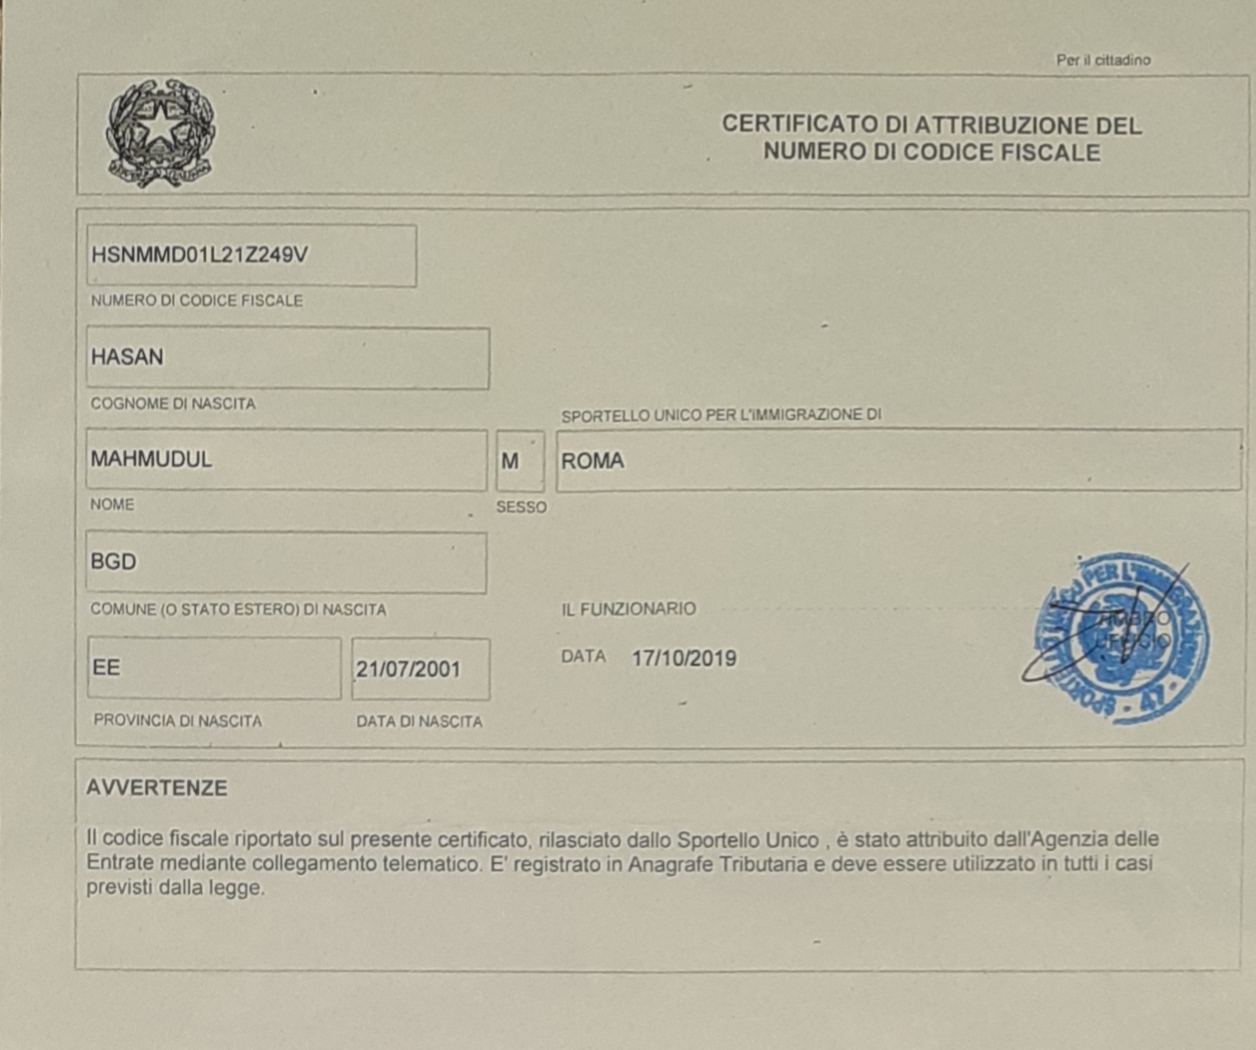 Per il cittadino
CERTIFICATO DI ATTRIBUZIONE DEL
NUMERO DI CODICE FISCALE
HSNMMD01L21Z249V
NUMERO DI CODICE FISCALE
HASAN
COGNOME DI NASCITA
SPORTELLO UNICO PER L'IMMIGRAZIONE DI
MAHMUDUL
M
ROMA
NOME
SESSO
BGD
COMUNE (O STATO ESTERO) DI NASCITA
IL FUNZIONARIO
EE
21/07/2001
DATA 17/10/2019
PROVINCIA DI NASCITA
DATA DI NASCITA
TIMBRO
UFFICIO
SPORTELLO UNICO PER L'IMMIGRAZIONE - 47 -
AVVERTENZE
Il codice fiscale riportato sul presente certificato, rilasciato dallo Sportello Unico , è stato attribuito dall'Agenzia delle
Entrate mediante collegamento telematico. E' registrato in Anagrafe Tributaria e deve essere utilizzato in tutti i casi
previsti dalla legge.